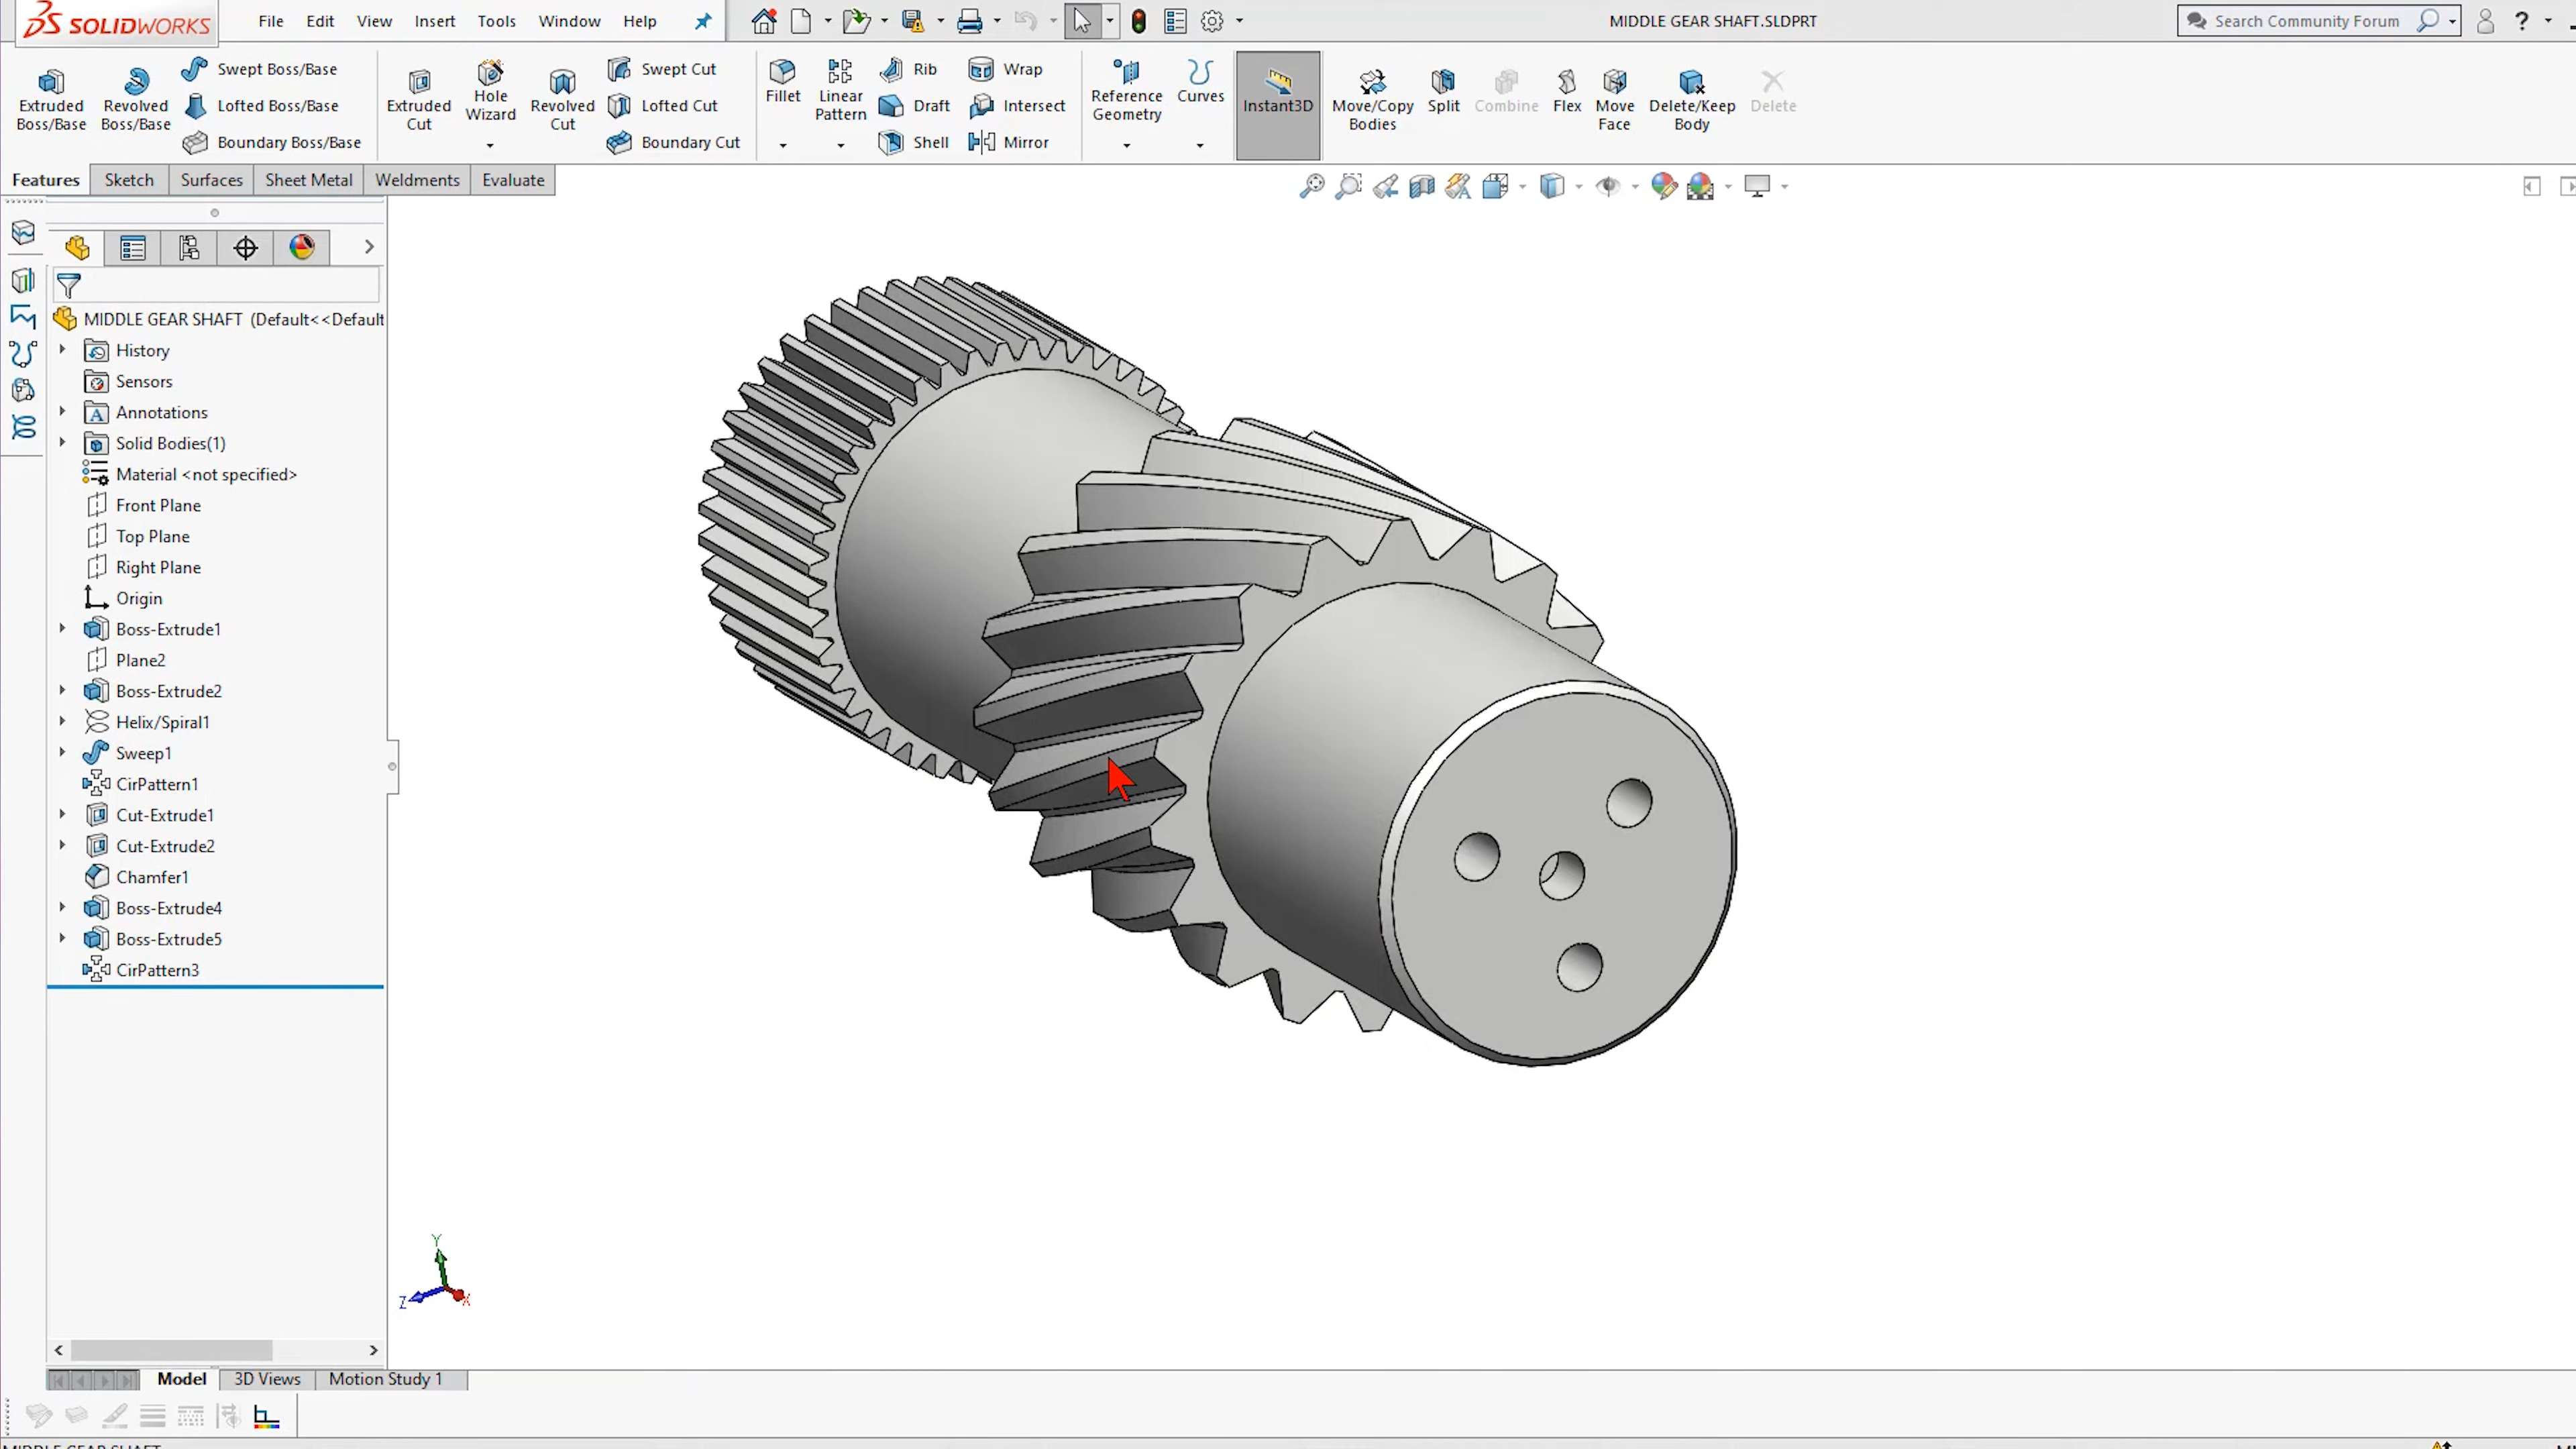 SOLIDWORKS File Edit View Insert Tools Window Help MIDDLE GEAR SHAFT.SLDPRT Search Community Forum ?
Extruded Boss/Base
Revolved Boss/Base
Swept Boss/Base
Lofted Boss/Base
Boundary Boss/Base
Extruded Cut
Hole Wizard
Revolved Cut
Swept Cut
Lofted Cut
Boundary Cut
Fillet
Linear Pattern
Rib
Draft
Shell
Wrap
Intersect
Mirror
Reference Geometry
Curves
Instant3D
Move/Copy Bodies
Split
Combine
Flex
Move Face
Delete/Keep Body
Delete
Features Sketch Surfaces Sheet Metal Weldments Evaluate
MIDDLE GEAR SHAFT (Default<<Default
History
Sensors
A Annotations
Solid Bodies(1)
Material <not specified>
Front Plane
Top Plane
Right Plane
Origin
Boss-Extrude1
Plane2
Boss-Extrude2
Helix/Spiral1
Sweep1
CirPattern1
Cut-Extrude1
Cut-Extrude2
Chamfer1
Boss-Extrude4
Boss-Extrude5
CirPattern3
Y
Z X
Model 3D Views Motion Study 1
MIDDLE GEAR SHAFT